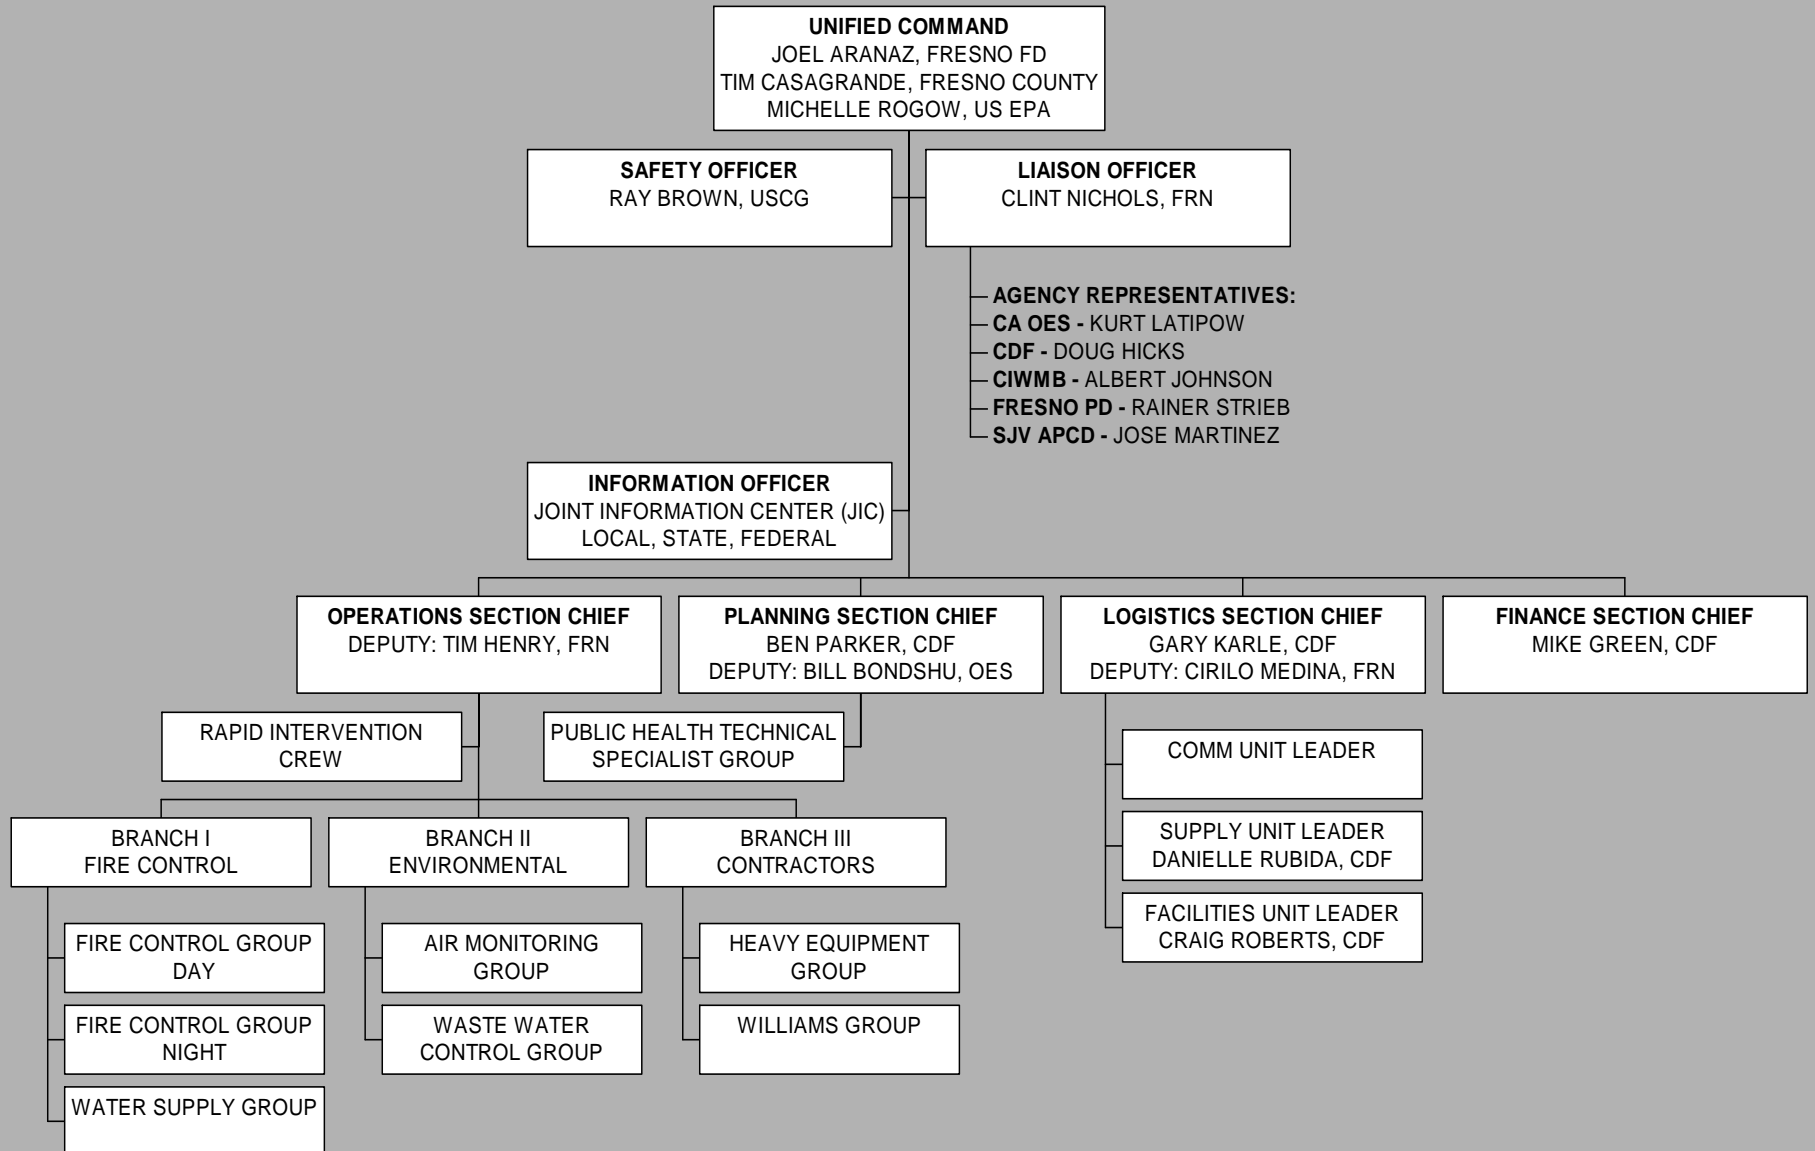 UNIFIED COMMAND
JOEL ARANAZ, FRESNO FD
TIM CASAGRANDE, FRESNO COUNTY
MICHELLE ROGOW, US EPA
SAFETY OFFICER
RAY BROWN, USCG
LIAISON OFFICER
CLINT NICHOLS, FRN
AGENCY REPRESENTATIVES:
CA OES - KURT LATIPOW
CDF - DOUG HICKS
CIWMB - ALBERT JOHNSON
FRESNO PD - RAINER STRIEB
SJV APCD - JOSE MARTINEZ
INFORMATION OFFICER
JOINT INFORMATION CENTER (JIC)
LOCAL, STATE, FEDERAL
OPERATIONS SECTION CHIEF
DEPUTY: TIM HENRY, FRN
PLANNING SECTION CHIEF
BEN PARKER, CDF
DEPUTY: BILL BONDSHU, OES
LOGISTICS SECTION CHIEF
GARY KARLE, CDF
DEPUTY: CIRILO MEDINA, FRN
FINANCE SECTION CHIEF
MIKE GREEN, CDF
RAPID INTERVENTION
CREW
PUBLIC HEALTH TECHNICAL
SPECIALIST GROUP
COMM UNIT LEADER
SUPPLY UNIT LEADER
DANIELLE RUBIDA, CDF
FACILITIES UNIT LEADER
CRAIG ROBERTS, CDF
BRANCH I
FIRE CONTROL
BRANCH II
ENVIRONMENTAL
BRANCH III
CONTRACTORS
FIRE CONTROL GROUP
DAY
FIRE CONTROL GROUP
NIGHT
WATER SUPPLY GROUP
AIR MONITORING
GROUP
WASTE WATER
CONTROL GROUP
HEAVY EQUIPMENT
GROUP
WILLIAMS GROUP